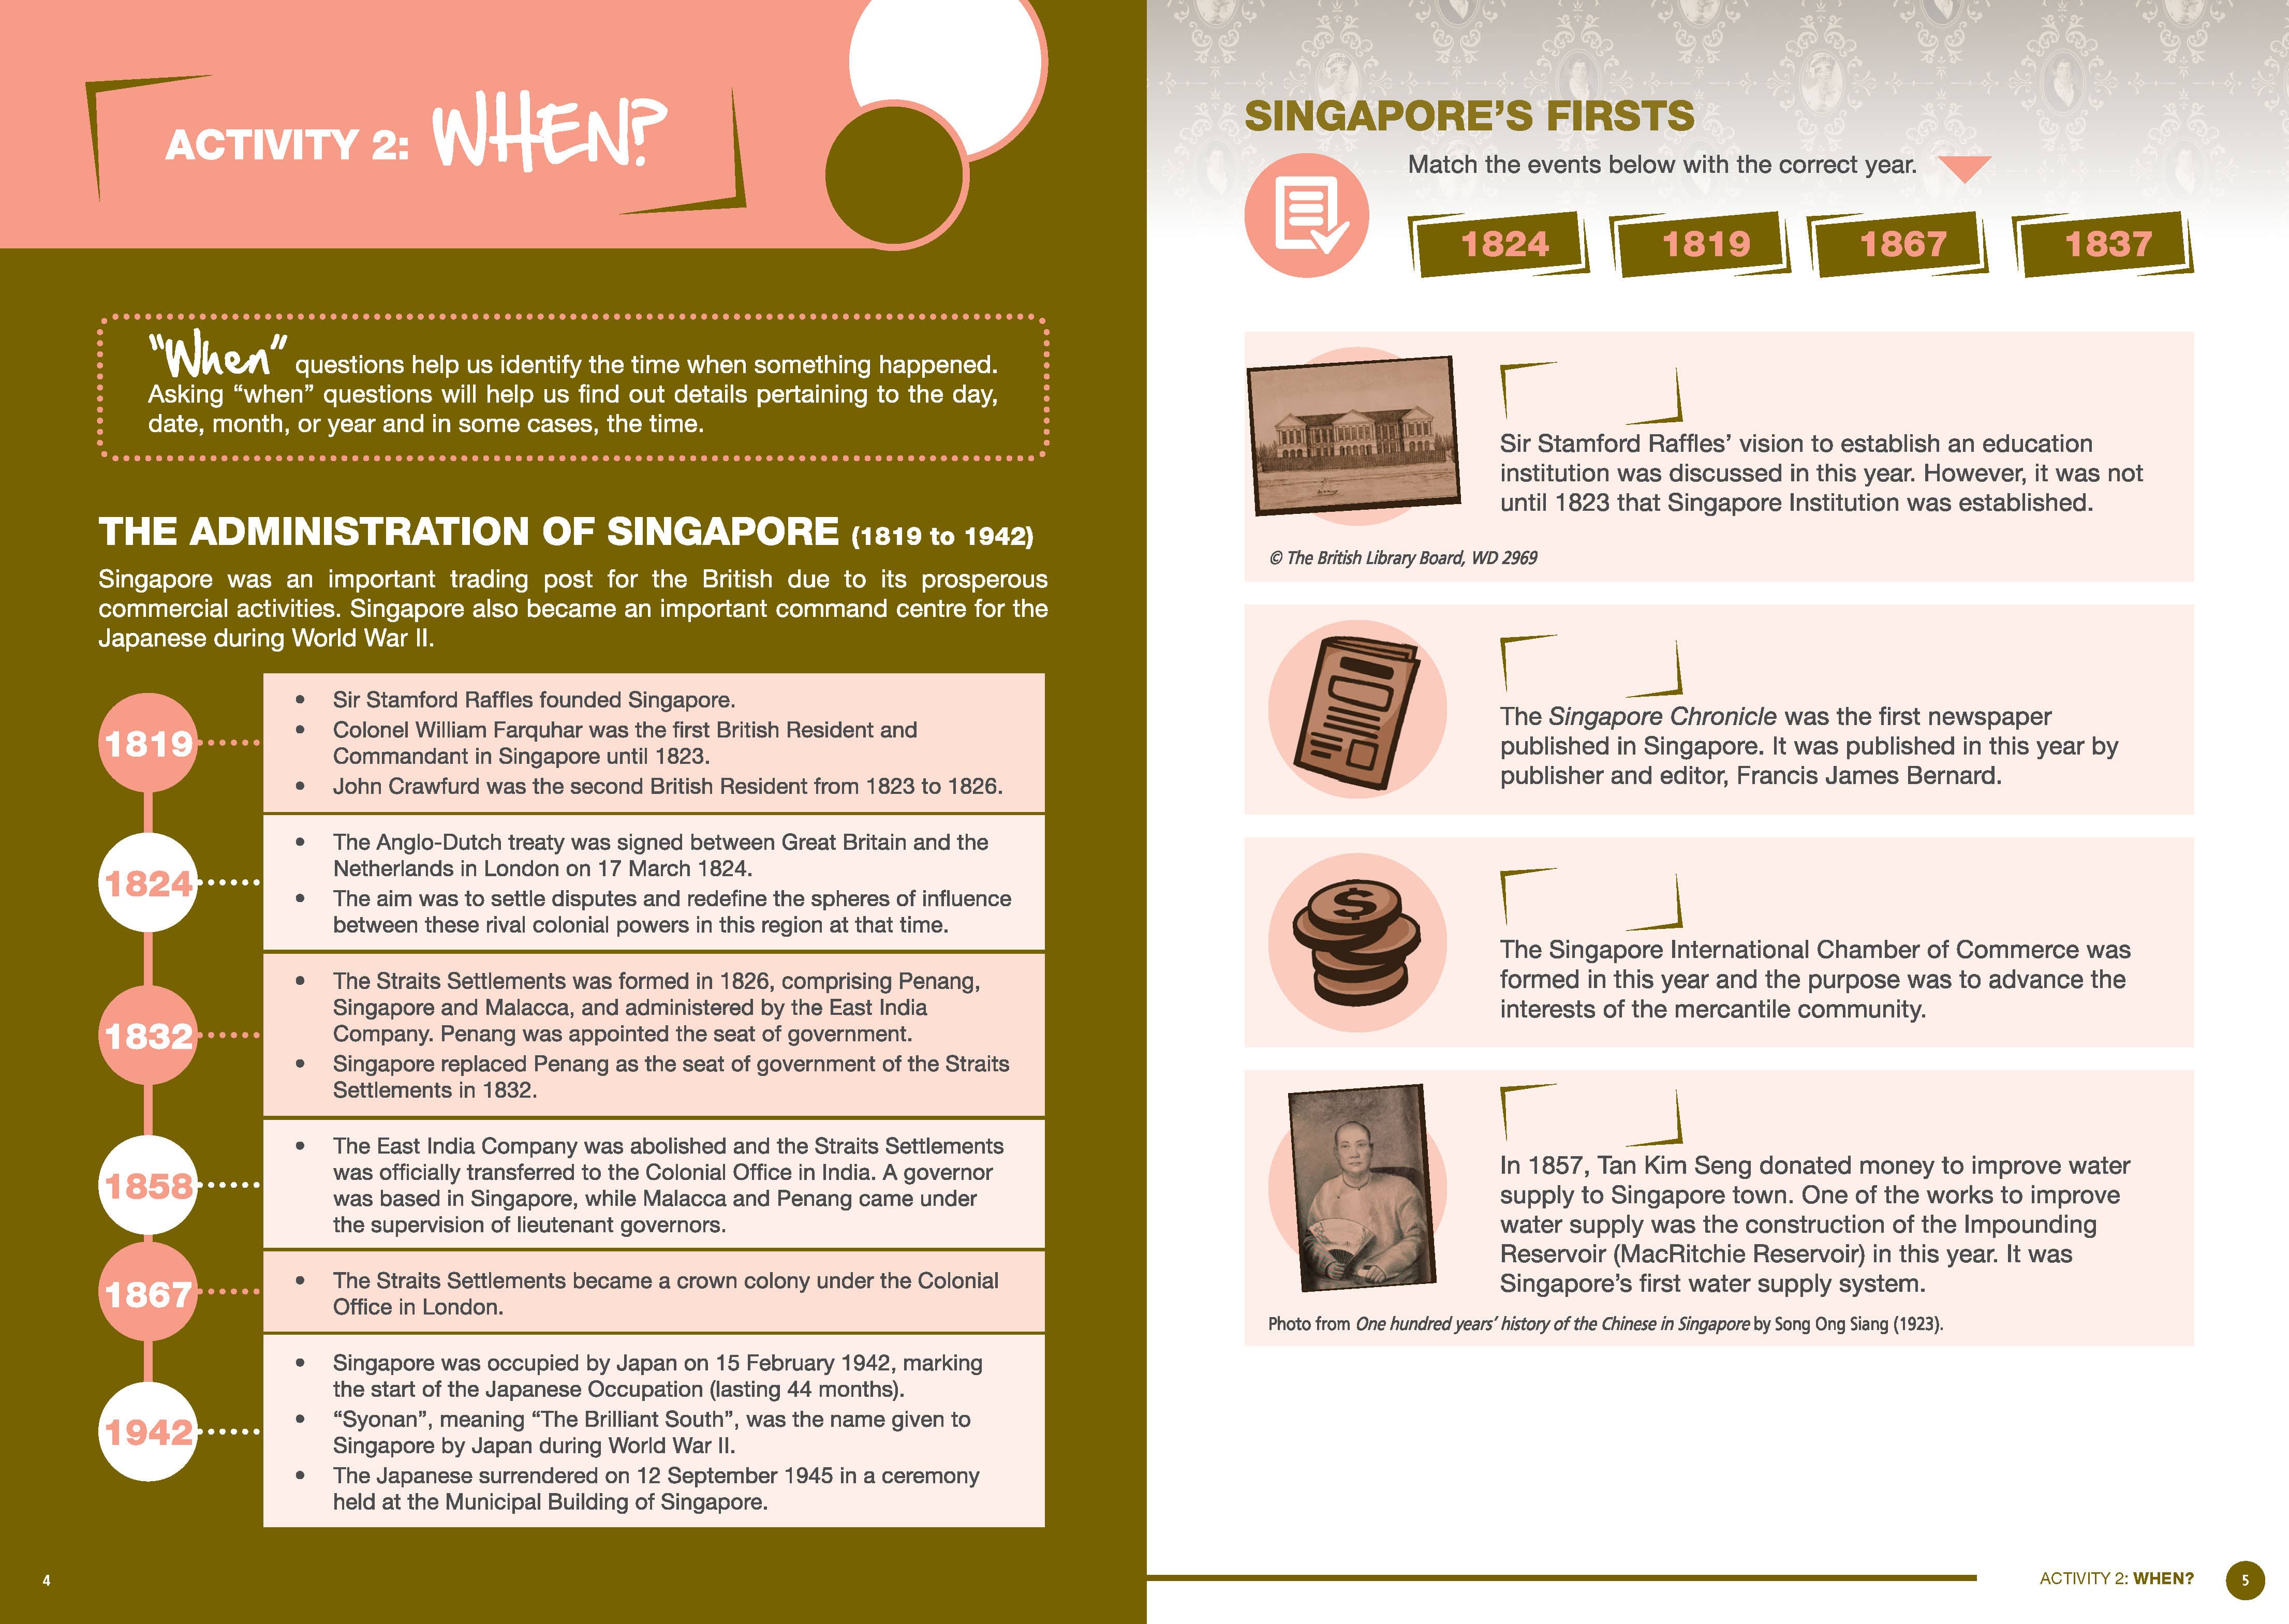 ACTIVITY 2: WHEN?
"When" questions help us identify the time when something happened.
Asking “when” questions will help us find out details pertaining to the day,
date, month, or year and in some cases, the time.
THE ADMINISTRATION OF SINGAPORE (1819 to 1942)
Singapore was an important trading post for the British due to its prosperous
commercial activities. Singapore also became an important command centre for the
Japanese during World War II.
1819
• Sir Stamford Raffles founded Singapore.
• Colonel William Farquhar was the first British Resident and
Commandant in Singapore until 1823.
• John Crawfurd was the second British Resident from 1823 to 1826.
1824
• The Anglo-Dutch treaty was signed between Great Britain and the
Netherlands in London on 17 March 1824.
• The aim was to settle disputes and redefine the spheres of influence
between these rival colonial powers in this region at that time.
1832
• The Straits Settlements was formed in 1826, comprising Penang,
Singapore and Malacca, and administered by the East India
Company. Penang was appointed the seat of government.
• Singapore replaced Penang as the seat of government of the Straits
Settlements in 1832.
1858
• The East India Company was abolished and the Straits Settlements
was officially transferred to the Colonial Office in India. A governor
was based in Singapore, while Malacca and Penang came under
the supervision of lieutenant governors.
1867
• The Straits Settlements became a crown colony under the Colonial
Office in London.
1942
• Singapore was occupied by Japan on 15 February 1942, marking
the start of the Japanese Occupation (lasting 44 months).
• “Syonan”, meaning “The Brilliant South”, was the name given to
Singapore by Japan during World War II.
• The Japanese surrendered on 12 September 1945 in a ceremony
held at the Municipal Building of Singapore.
4
SINGAPORE’S FIRSTS
Match the events below with the correct year.
1824 1819 1867 1837
Sir Stamford Raffles’ vision to establish an education
institution was discussed in this year. However, it was not
until 1823 that Singapore Institution was established.
© The British Library Board, WD 2969
The Singapore Chronicle was the first newspaper
published in Singapore. It was published in this year by
publisher and editor, Francis James Bernard.
$
The Singapore International Chamber of Commerce was
formed in this year and the purpose was to advance the
interests of the mercantile community.
In 1857, Tan Kim Seng donated money to improve water
supply to Singapore town. One of the works to improve
water supply was the construction of the Impounding
Reservoir (MacRitchie Reservoir) in this year. It was
Singapore’s first water supply system.
Photo from One hundred years’ history of the Chinese in Singapore by Song Ong Siang (1923).
ACTIVITY 2: WHEN?
5